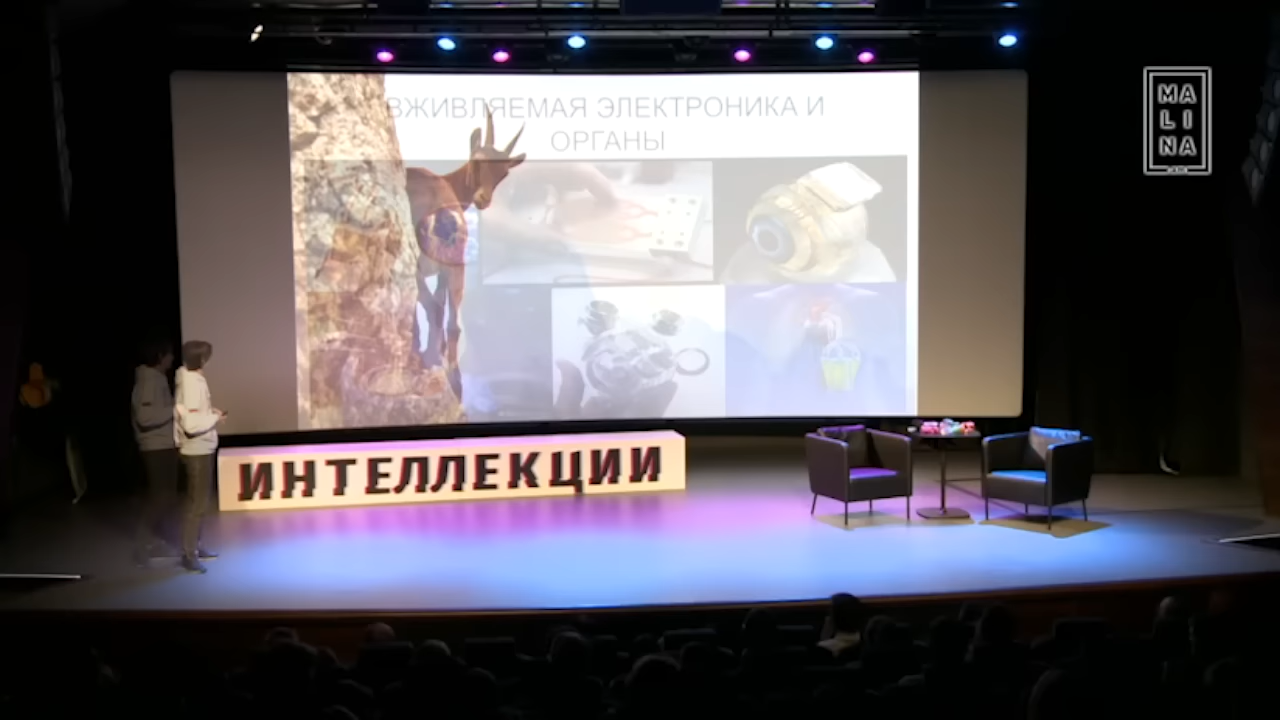 ВЖИВЛЯЕМАЯ ЭЛЕКТРОНИКА И
ОРГАНЫ
MA
LI
NA
ИНТЕЛЛЕКЦИИ